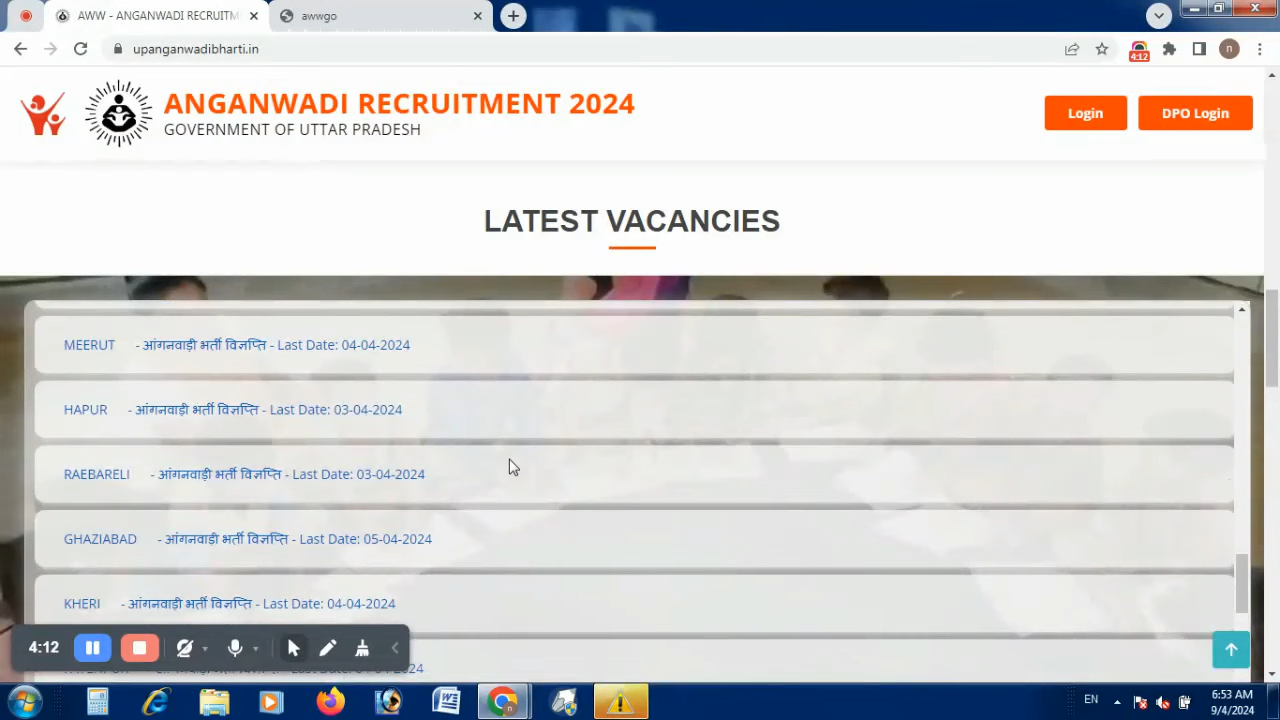 AWW - ANGANWADI RECRUITM
awwgo
upanganwadibharti.in
4:12
n
ANGANWADI RECRUITMENT 2024
GOVERNMENT OF UTTAR PRADESH
Login
DPO Login
LATEST VACANCIES
MEERUT - आंगनवाड़ी भर्ती विज्ञप्ति - Last Date: 04-04-2024
HAPUR - आंगनवाड़ी भर्ती विज्ञप्ति - Last Date: 03-04-2024
RAEBARELI - आंगनवाड़ी भर्ती विज्ञप्ति - Last Date: 03-04-2024
GHAZIABAD - आंगनवाड़ी भर्ती विज्ञप्ति - Last Date: 05-04-2024
KHERI - आंगनवाड़ी भर्ती विज्ञप्ति - Last Date: 04-04-2024
4:12
EN
6:53 AM
9/4/2024